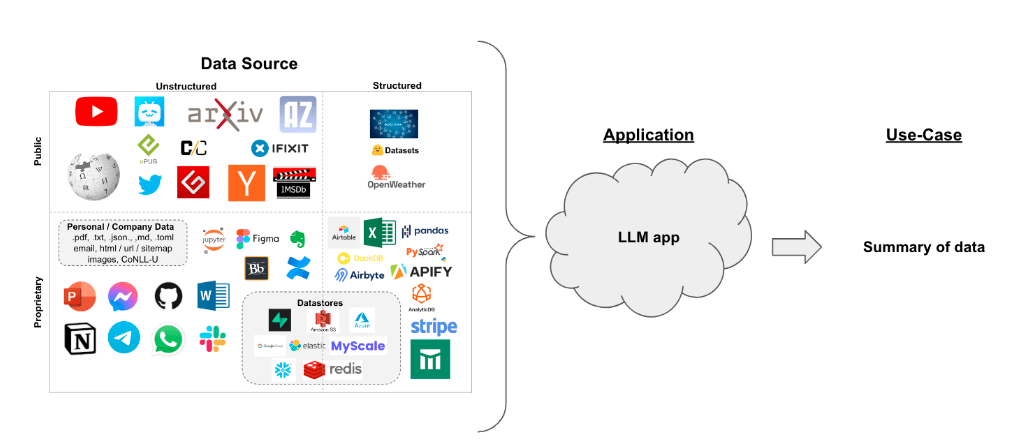 Data Source
Unstructured
Structured
Public
arXiv
AZ
ePUB
C/C
IFIXIT
Datasets
OpenWeather
Y
IMSDb
Proprietary
Personal / Company Data
.pdf, .txt, .json., .md, .toml
email, html / url / sitemap
images, CoNLL-U
jupyter
Figma
Bb
Airtable
pandas
PySpark
DuckDB
Airbyte
APIFY
AnalyticDB
stripe
Datastores
Amazon S3
Azure
elastic
MyScale
redis
Application
LLM app
Use-Case
Summary of data